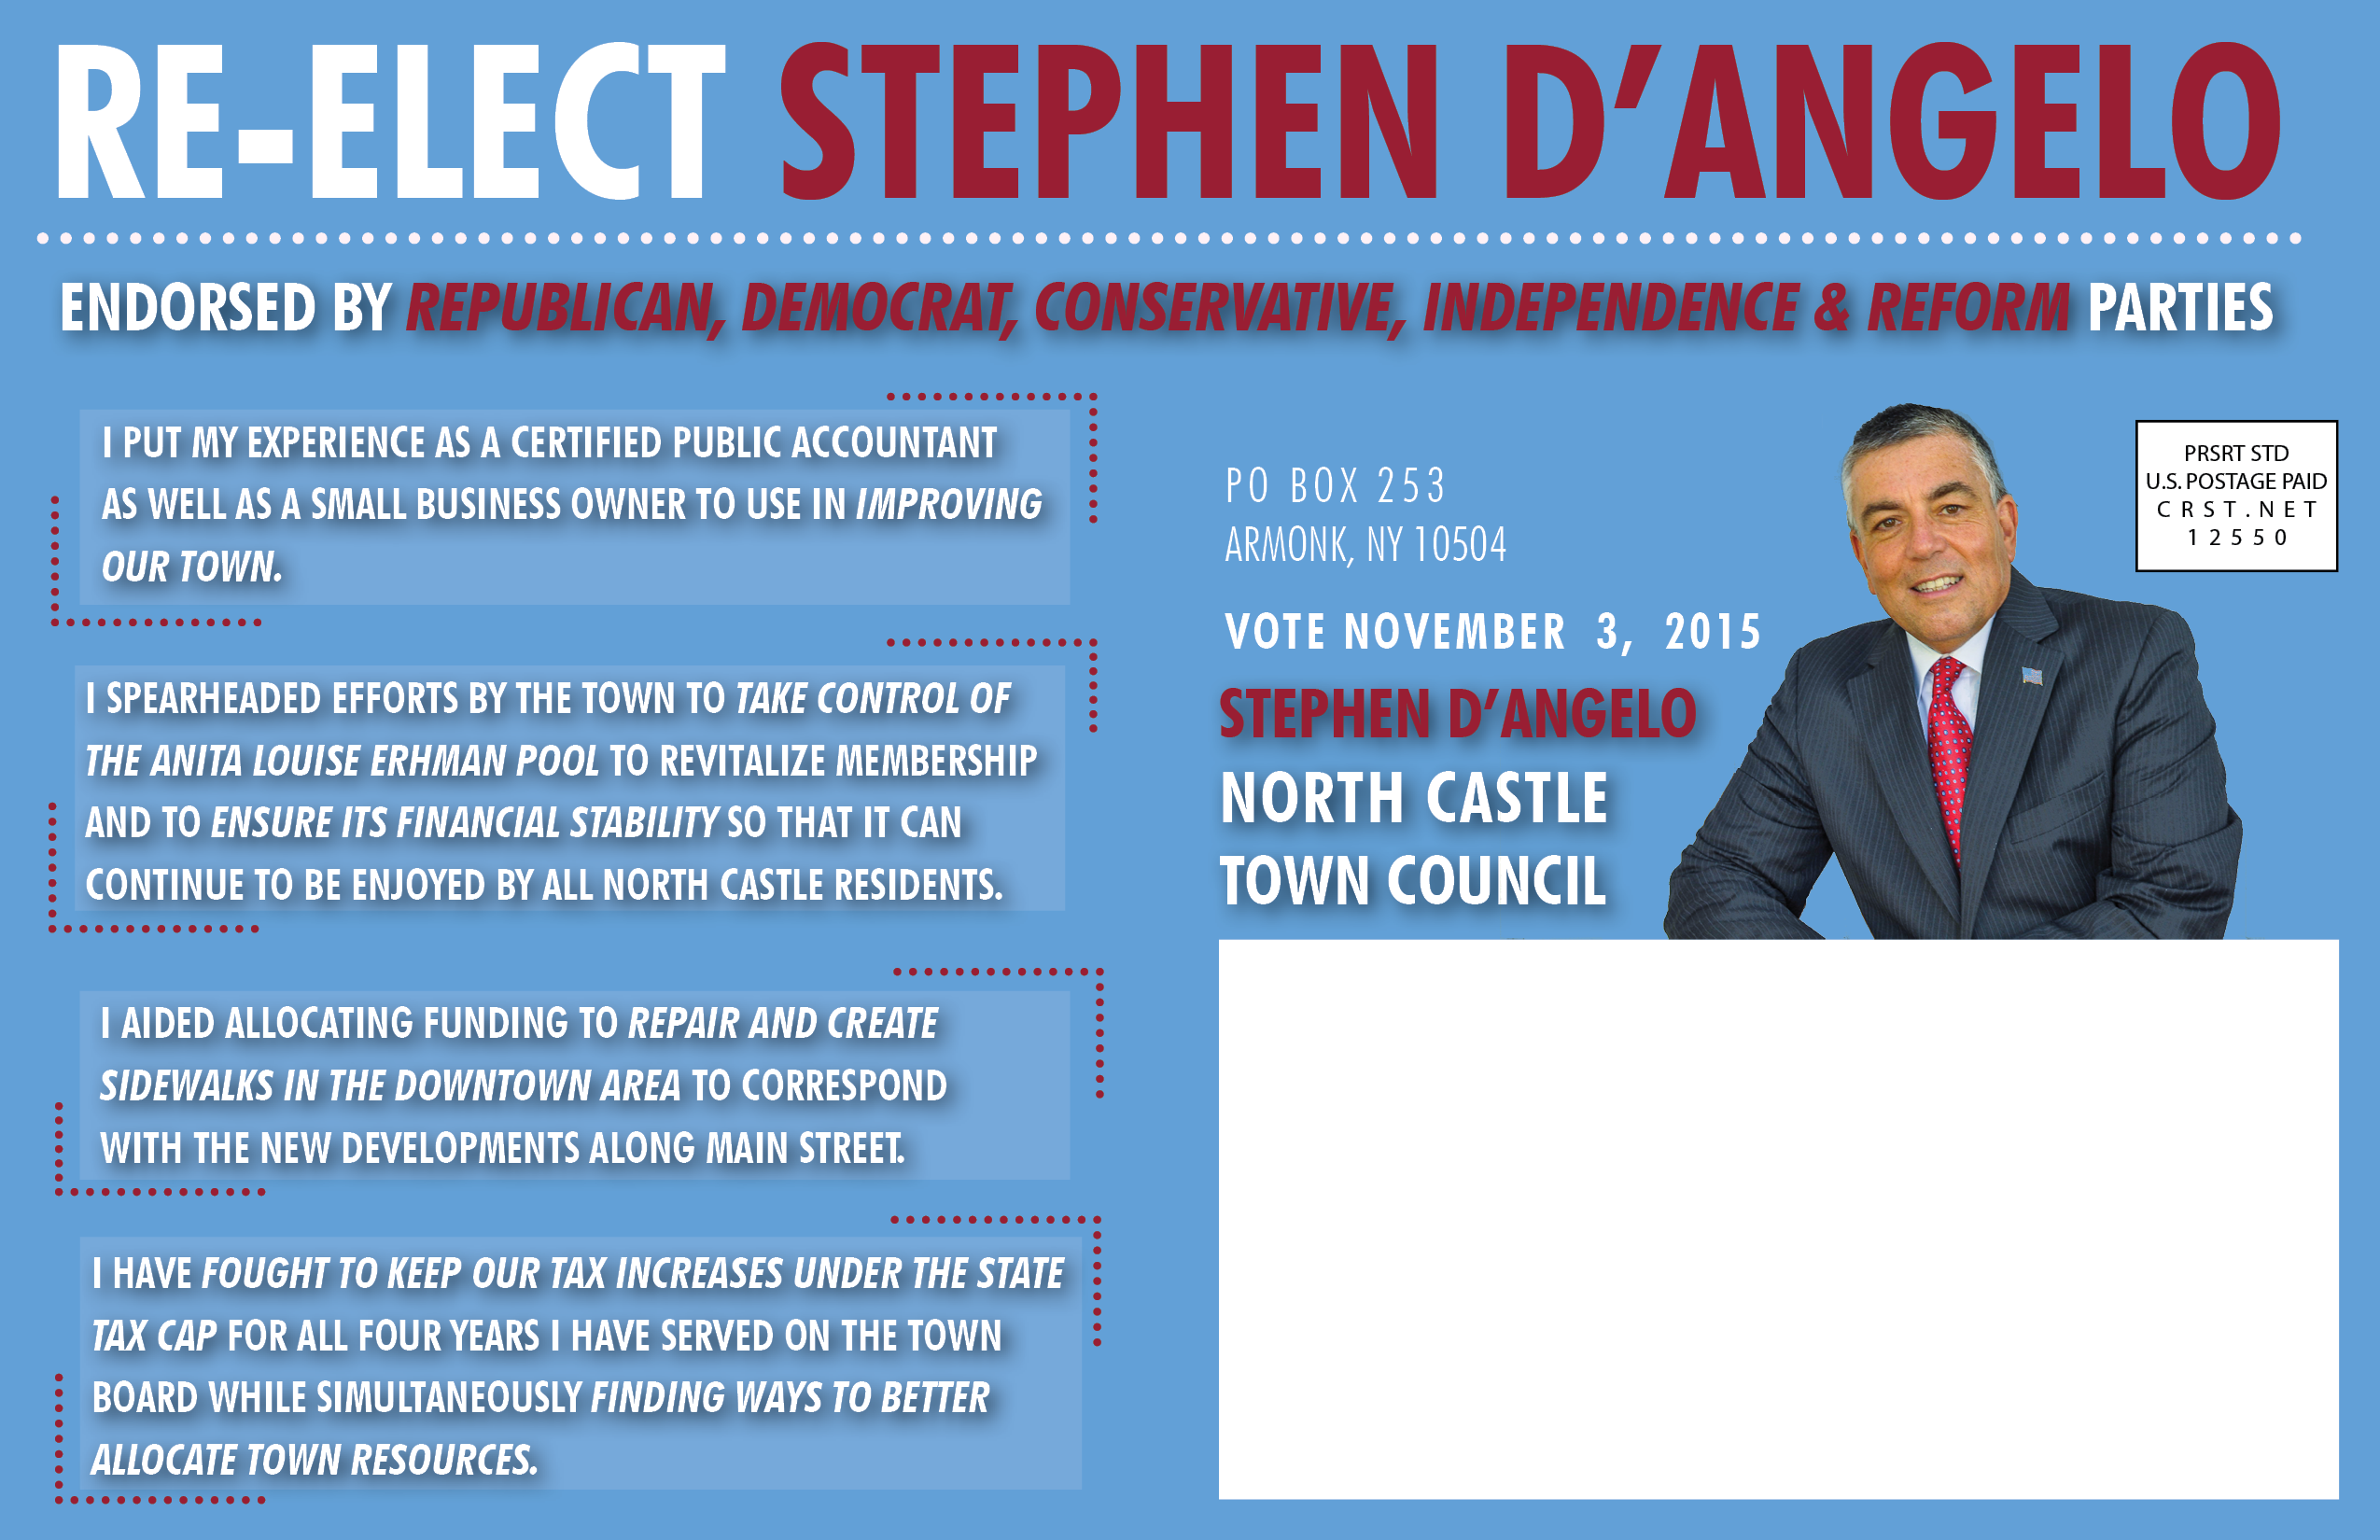 RE-ELECT STEPHEN D’ANGELO
ENDORSED BY REPUBLICAN, DEMOCRAT, CONSERVATIVE, INDEPENDENCE & REFORM PARTIES
I PUT MY EXPERIENCE AS A CERTIFIED PUBLIC ACCOUNTANT
AS WELL AS A SMALL BUSINESS OWNER TO USE IN IMPROVING
OUR TOWN.
I SPEARHEADED EFFORTS BY THE TOWN TO TAKE CONTROL OF
THE ANITA LOUISE ERHMAN POOL TO REVITALIZE MEMBERSHIP
AND TO ENSURE ITS FINANCIAL STABILITY SO THAT IT CAN
CONTINUE TO BE ENJOYED BY ALL NORTH CASTLE RESIDENTS.
I AIDED ALLOCATING FUNDING TO REPAIR AND CREATE
SIDEWALKS IN THE DOWNTOWN AREA TO CORRESPOND
WITH THE NEW DEVELOPMENTS ALONG MAIN STREET.
I HAVE FOUGHT TO KEEP OUR TAX INCREASES UNDER THE STATE
TAX CAP FOR ALL FOUR YEARS I HAVE SERVED ON THE TOWN
BOARD WHILE SIMULTANEOUSLY FINDING WAYS TO BETTER
ALLOCATE TOWN RESOURCES.
PO BOX 253
ARMONK, NY 10504
VOTE NOVEMBER 3, 2015
STEPHEN D’ANGELO
NORTH CASTLE
TOWN COUNCIL
PRSRT STD
U.S. POSTAGE PAID
CRST.NET
12550